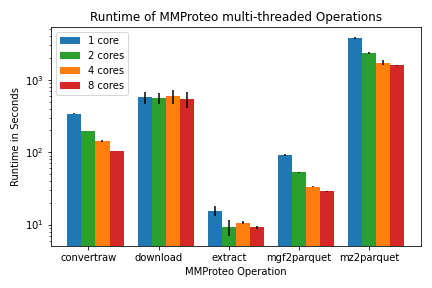 Runtime of MMProteo multi-threaded Operations
1 core
2 cores
4 cores
8 cores
Runtime in Seconds
10³
10²
10¹
convertraw download extract mgf2parquet mz2parquet
MMProteo Operation